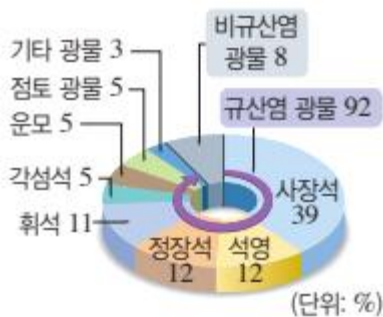 기타 광물 3
점토 광물 5
운모 5
각섬석 5
휘석 11
비규산염
광물 8
규산염 광물 92
사장석
39
정장석
12
석영
12
(단위: %)